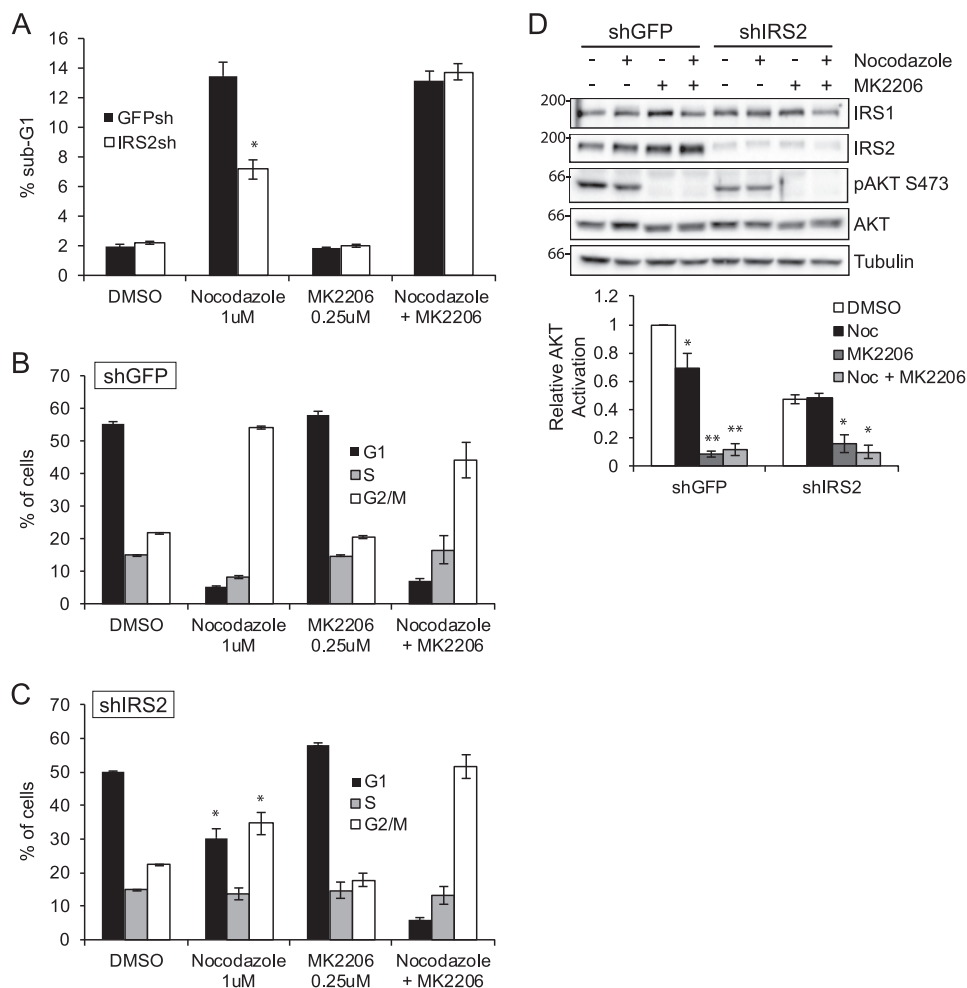 A
% sub-G1
16
14
12
10
8
6
4
2
0
GFPsh
IRS2sh
*
DMSO
Nocodazole
1uM
MK2206
0.25uM
Nocodazole
+ MK2206
B
shGFP
% of cells
70
60
50
40
30
20
10
0
G1
S
G2/M
DMSO
Nocodazole
1uM
MK2206
0.25uM
Nocodazole
+ MK2206
C
shIRS2
% of cells
70
60
50
40
30
20
10
0
* *
G1
S
G2/M
DMSO
Nocodazole
1uM
MK2206
0.25uM
Nocodazole
+ MK2206
D
shGFP shIRS2
- + - + - + - + Nocodazole
- - + + - - + + MK2206
200 IRS1
200 IRS2
66 pAKT S473
66 AKT
66 Tubulin
Relative AKT
Activation
1.2
1
0.8
0.6
0.4
0.2
0
* ** ** * *
DMSO
Noc
MK2206
Noc + MK2206
shGFP shIRS2